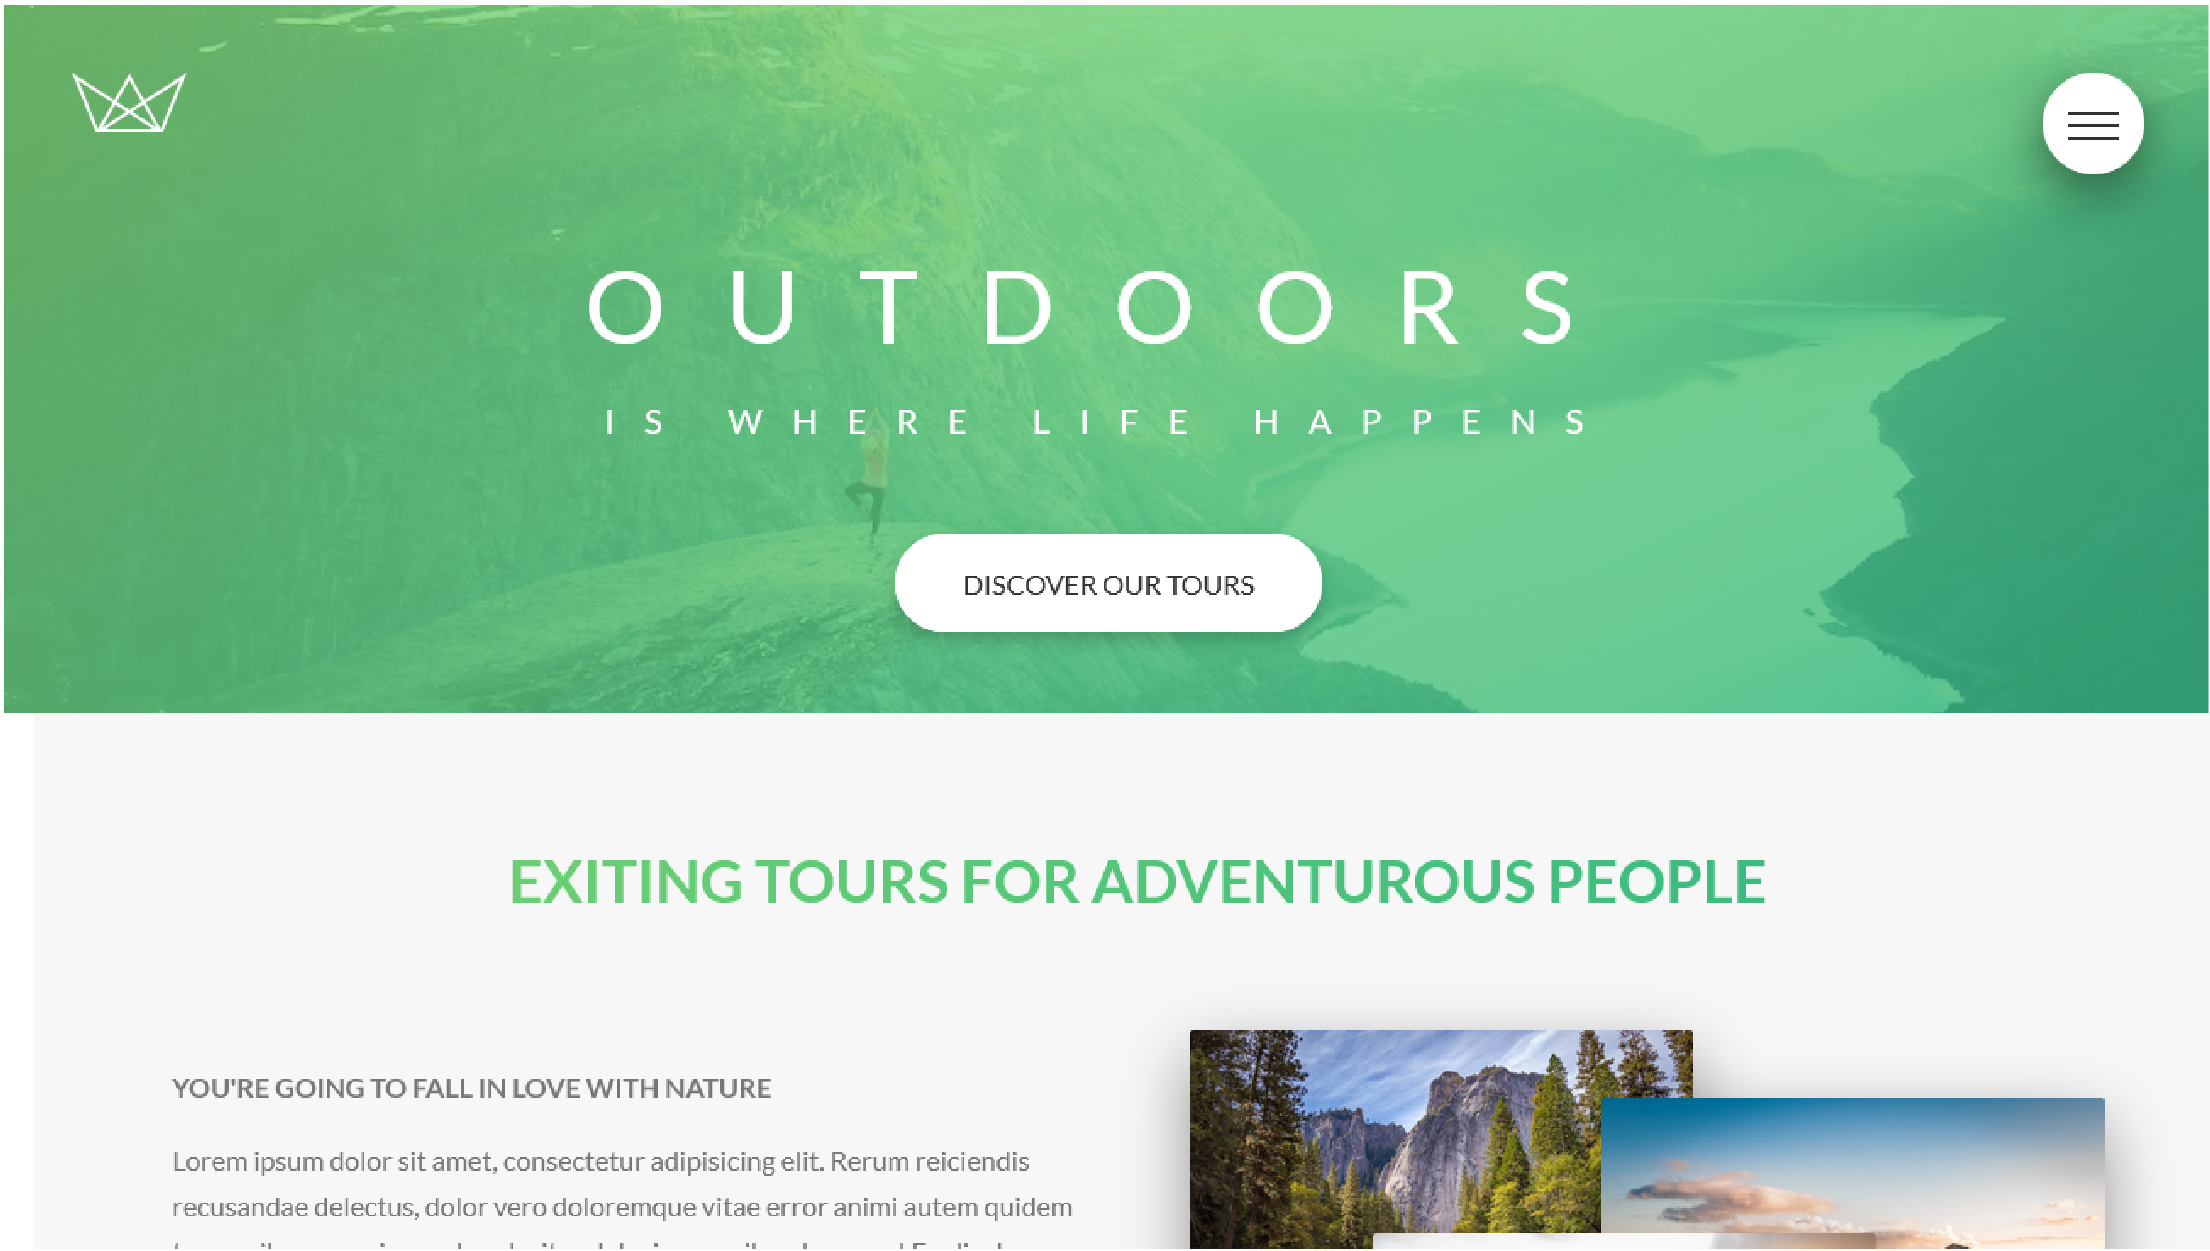 OUTDOORS
IS WHERE LIFE HAPPENS
DISCOVER OUR TOURS
EXITING TOURS FOR ADVENTUROUS PEOPLE
YOU'RE GOING TO FALL IN LOVE WITH NATURE
Lorem ipsum dolor sit amet, consectetur adipisicing elit. Rerum reiciendis
recusandae delectus, dolor vero doloremque vitae error animi autem quidem